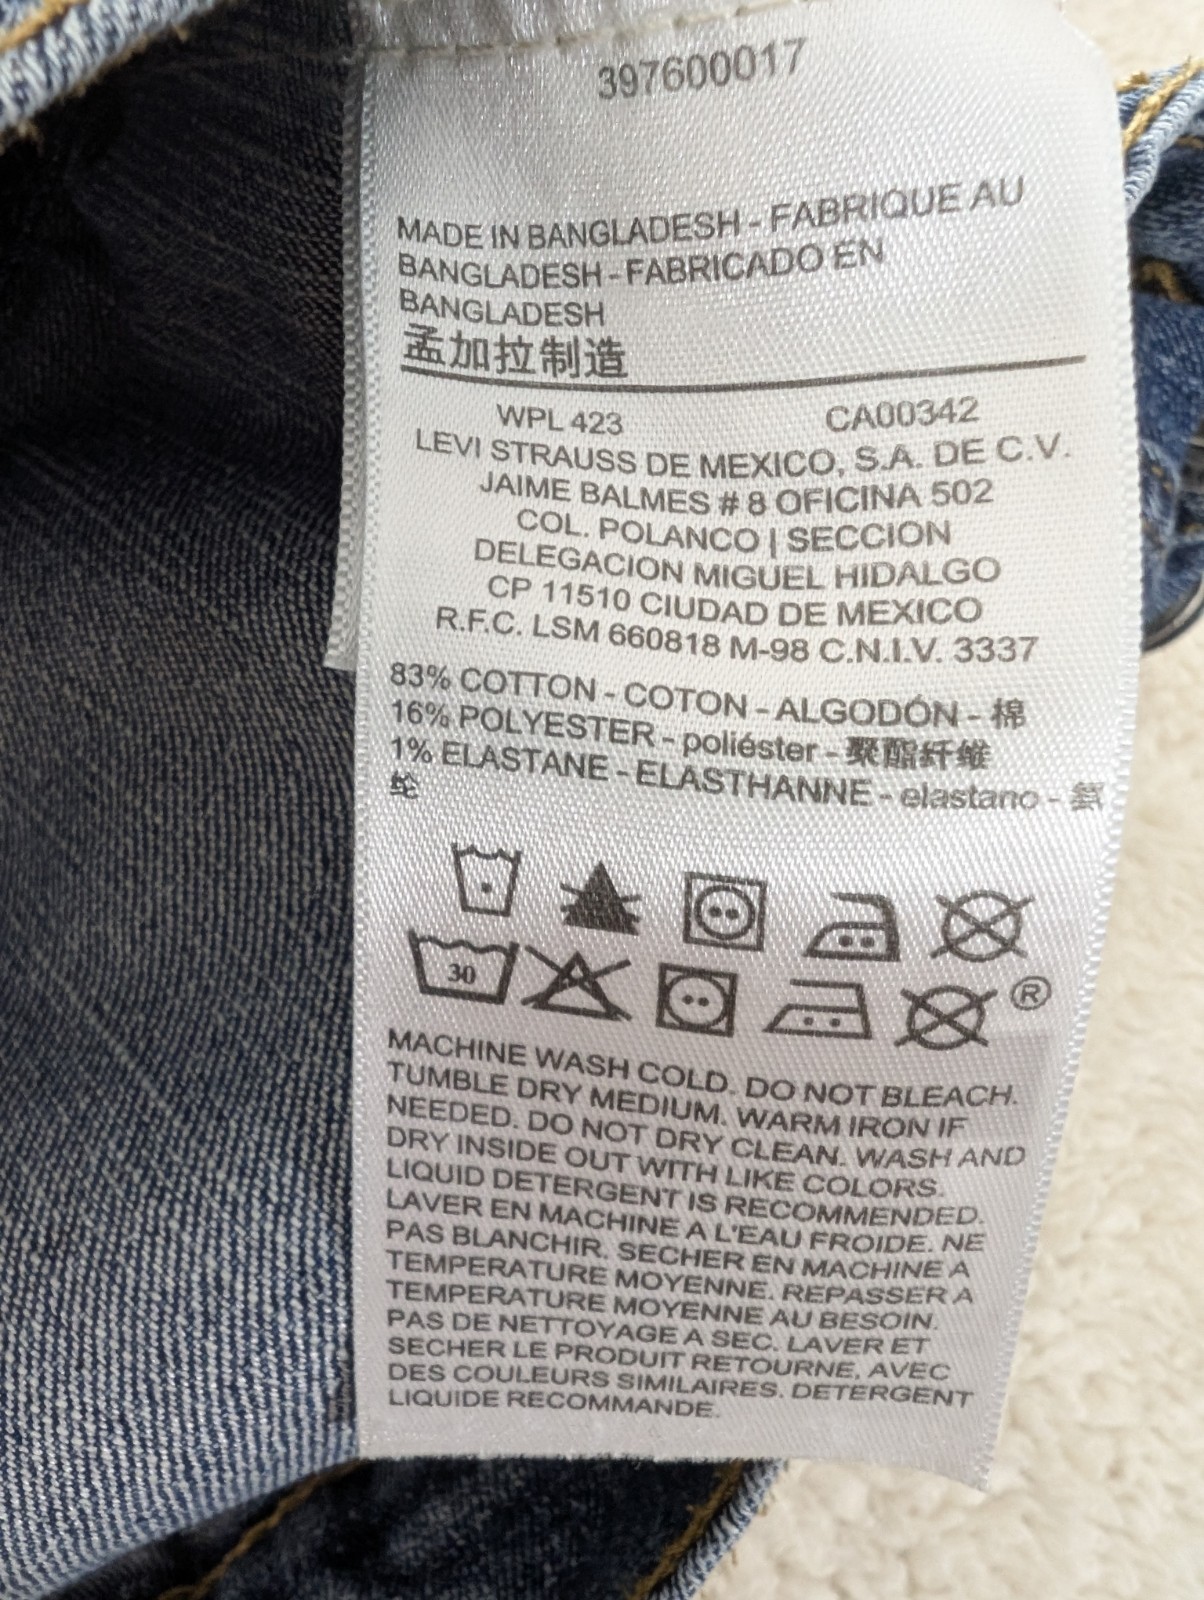 397600017
MADE IN BANGLADESH - FABRIQUE AU
BANGLADESH - FABRICADO EN
BANGLADESH
孟加拉制造
WPL 423 CA00342
LEVI STRAUSS DE MEXICO, S.A. DE C.V.
JAIME BALMES # 8 OFICINA 502
COL. POLANCO | SECCION
DELEGACION MIGUEL HIDALGO
CP 11510 CIUDAD DE MEXICO
R.F.C. LSM 660818 M-98 C.N.I.V. 3337
83% COTTON - COTON - ALGODÓN - 棉
16% POLYESTER - poliéster - 聚酯纤维
1% ELASTANE - ELASTHANNE - elastano -
纶
30
®
MACHINE WASH COLD. DO NOT BLEACH.
TUMBLE DRY MEDIUM. WARM IRON IF
NEEDED. DO NOT DRY CLEAN. WASH AND
DRY INSIDE OUT WITH LIKE COLORS.
LIQUID DETERGENT IS RECOMMENDED.
LAVER EN MACHINE A L'EAU FROIDE. NE
PAS BLANCHIR. SECHER EN MACHINE A
TEMPERATURE MOYENNE. REPASSER A
TEMPERATURE MOYENNE AU BESOIN.
PAS DE NETTOYAGE A SEC. LAVER ET
SECHER LE PRODUIT RETOURNE, AVEC
DES COULEURS SIMILAIRES. DETERGENT
LIQUIDE RECOMMANDE.